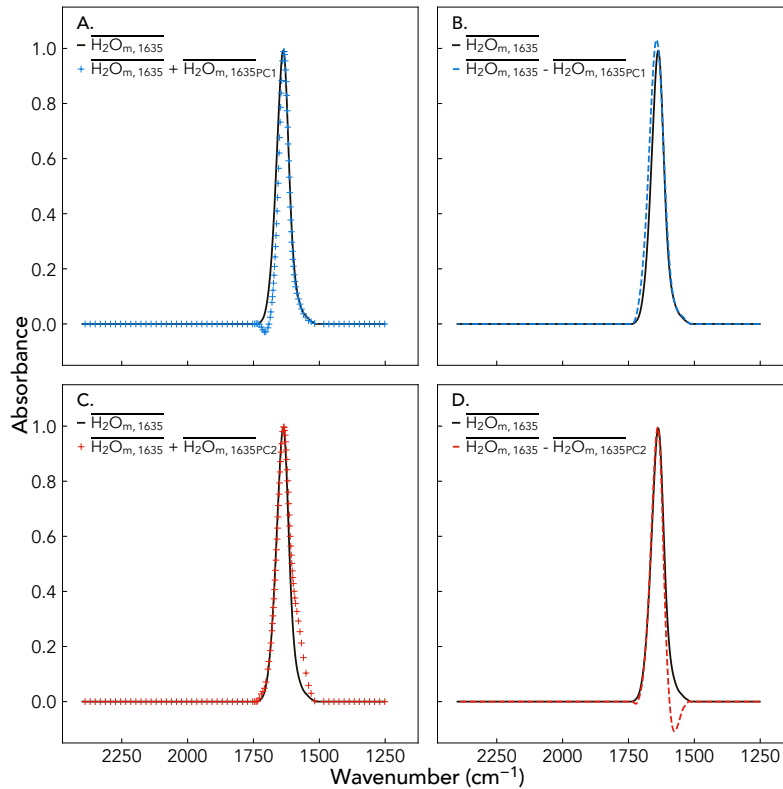 A.
H2Om, 1635
H2Om, 1635 + H2Om, 1635PC1
B.
H2Om, 1635
H2Om, 1635 - H2Om, 1635PC1
1.0
0.8
0.6
0.4
0.2
0.0
Absorbance
C.
H2Om, 1635
H2Om, 1635 + H2Om, 1635PC2
D.
H2Om, 1635
H2Om, 1635 - H2Om, 1635PC2
1.0
0.8
0.6
0.4
0.2
0.0
2250 2000 1750 1500 1250
2250 2000 1750 1500 1250
Wavenumber (cm⁻¹)